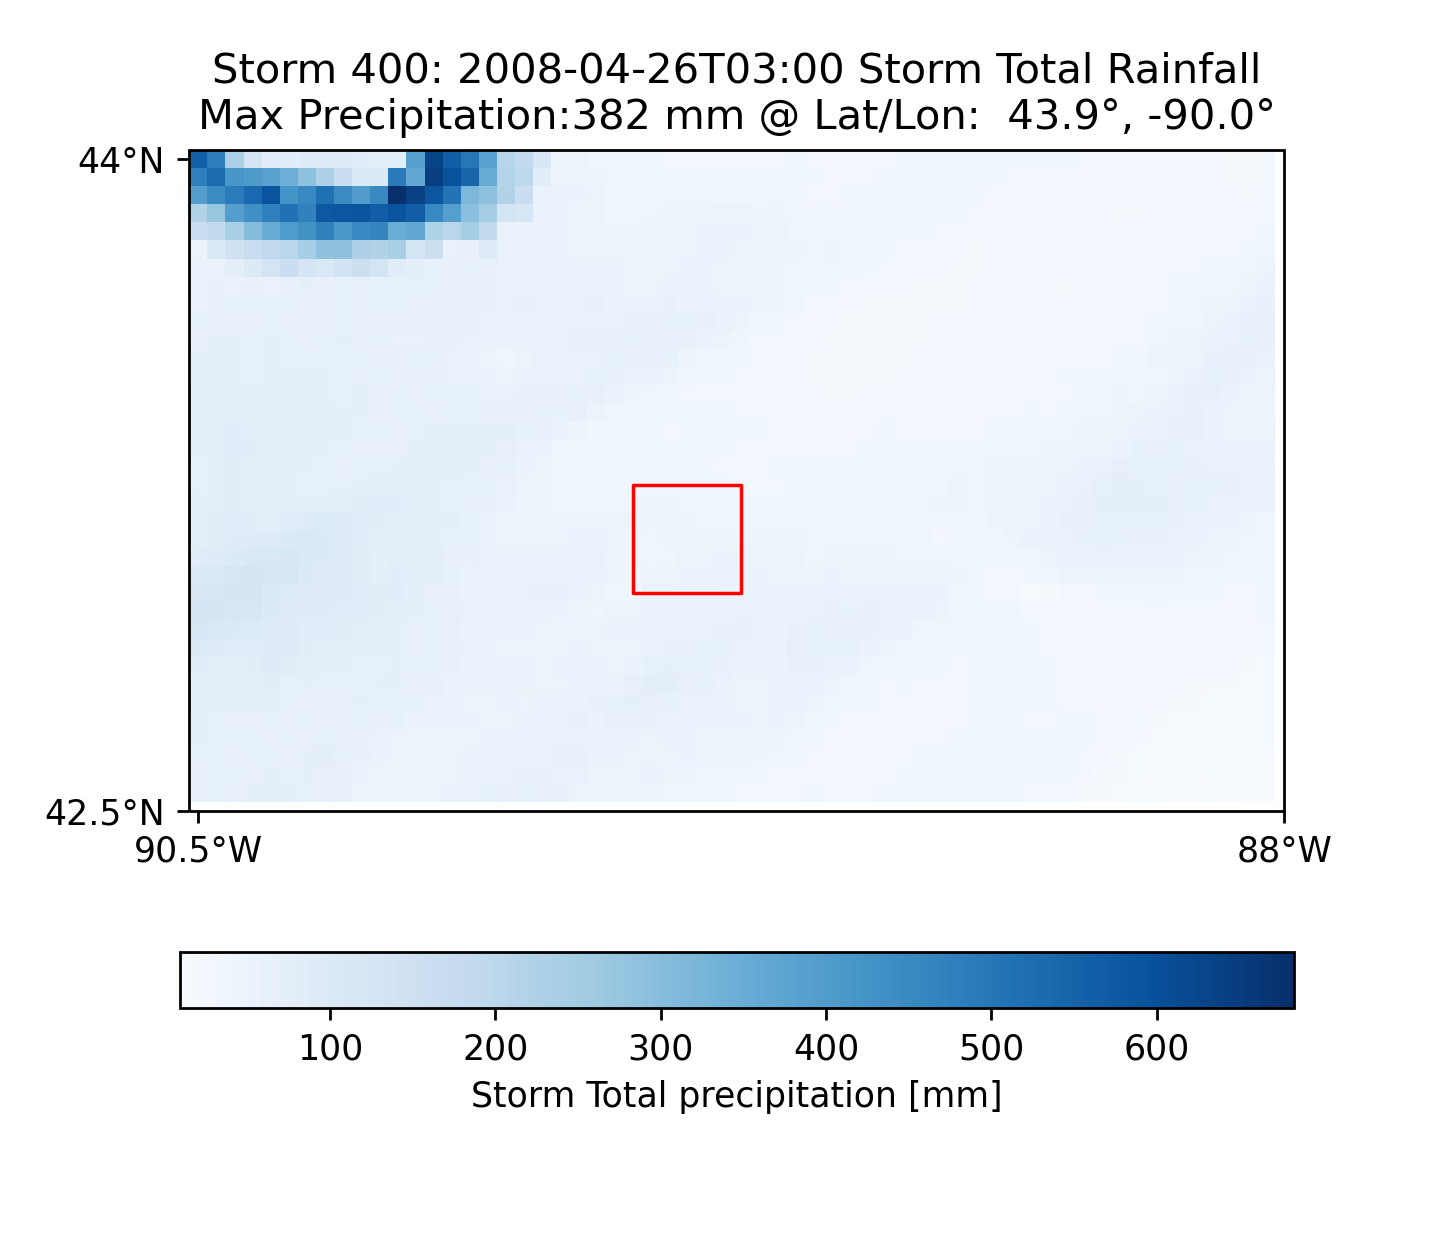 Storm 400: 2008-04-26T03:00 Storm Total Rainfall
Max Precipitation:382 mm @ Lat/Lon:  43.9°, -90.0°
44°N
42.5°N
90.5°W 88°W
100 200 300 400 500 600
Storm Total precipitation [mm]